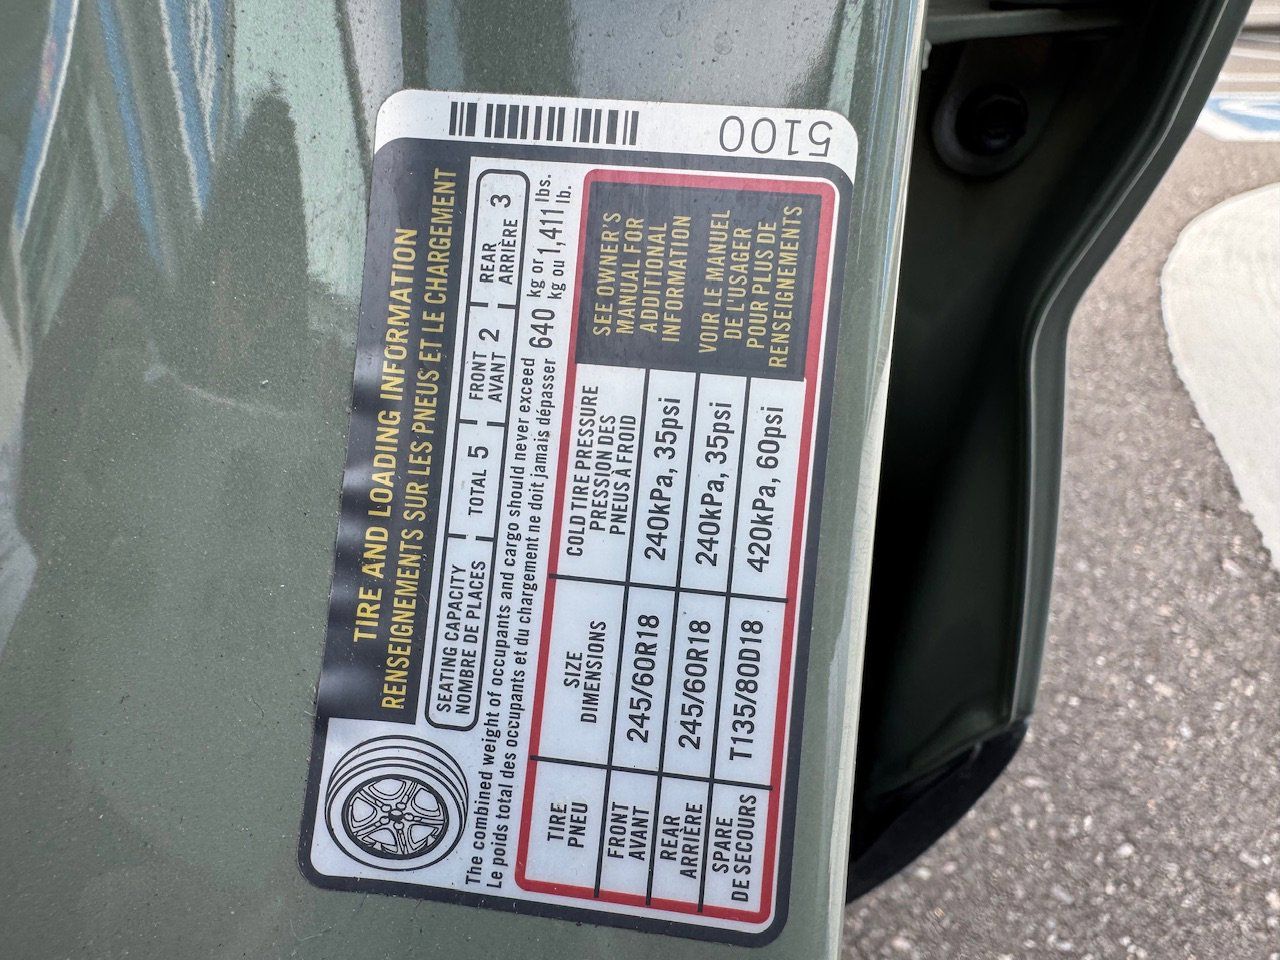 5100
TIRE AND LOADING INFORMATION
RENSEIGNEMENTS SUR LES PNEUS ET LE CHARGEMENT
SEATING CAPACITY
NOMBRE DE PLACES
TOTAL 5
FRONT
AVANT 2
REAR
ARRIÈRE 3
The combined weight of occupants and cargo should never exceed 640 kg or 1,411 lbs.
Le poids total des occupants et du chargement ne doit jamais dépasser 640 kg ou 1,411 lb.
TIRE
PNEU
SIZE
DIMENSIONS
COLD TIRE PRESSURE
PRESSION DES
PNEUS À FROID
FRONT
AVANT
245/60R18
240kPa, 35psi
REAR
ARRIÈRE
245/60R18
240kPa, 35psi
SPARE
DE SECOURS
T135/80D18
420kPa, 60psi
SEE OWNER'S
MANUAL FOR
ADDITIONAL
INFORMATION
VOIR LE MANUEL
DE L'USAGER
POUR PLUS DE
RENSEIGNEMENTS